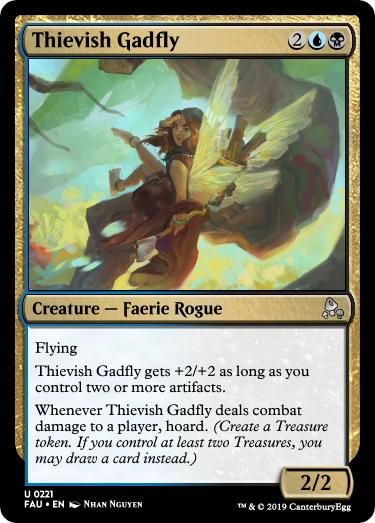 Thievish Gadfly 2
Creature — Faerie Rogue
Flying
Thievish Gadfly gets +2/+2 as long as you
control two or more artifacts.
Whenever Thievish Gadfly deals combat
damage to a player, hoard. (Create a Treasure
token. If you control at least two Treasures, you
may draw a card instead.)
2/2
U 0221
FAU • EN Nhan Nguyen
™ & © 2019 CanterburyEgg